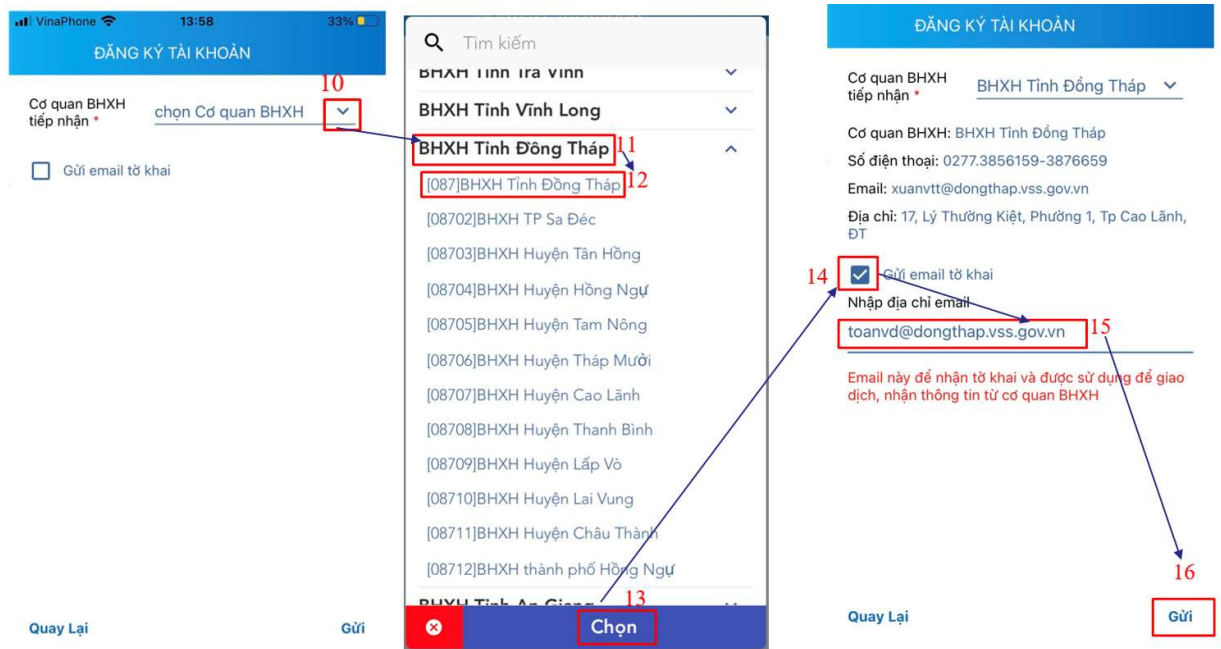 VinaPhone 13:58 33%
ĐĂNG KÝ TÀI KHOẢN
10
Cơ quan BHXH
tiếp nhận *
chọn Cơ quan BHXH
Gửi email tờ khai
Quay Lại
Gửi
Tìm kiếm
BHXH Tỉnh Trà Vinh
BHXH Tỉnh Vĩnh Long
BHXH Tỉnh Đồng Tháp 11
[087]BHXH Tỉnh Đồng Tháp 12
[08702]BHXH TP Sa Đéc
[08703]BHXH Huyện Tân Hồng
[08704]BHXH Huyện Hồng Ngự
[08705]BHXH Huyện Tam Nông
[08706]BHXH Huyện Tháp Mười
[08707]BHXH Huyện Cao Lãnh
[08708]BHXH Huyện Thanh Bình
[08709]BHXH Huyện Lấp Vò
[08710]BHXH Huyện Lai Vung
[08711]BHXH Huyện Châu Thành
[08712]BHXH thành phố Hồng Ngự
BHXH Tỉnh An Giang 13
Chọn
ĐĂNG KÝ TÀI KHOẢN
Cơ quan BHXH
tiếp nhận *
BHXH Tỉnh Đồng Tháp
Cơ quan BHXH: BHXH Tỉnh Đồng Tháp
Số điện thoại: 0277.3856159-3876659
Email: xuanvtt@dongthap.vss.gov.vn
Địa chỉ: 17, Lý Thường Kiệt, Phường 1, Tp Cao Lãnh,
ĐT
14 Gửi email tờ khai
Nhập địa chỉ email
toanvd@dongthap.vss.gov.vn 15
Email này để nhận tờ khai và được sử dụng để giao
dịch, nhận thông tin từ cơ quan BHXH
16
Quay Lại
Gửi